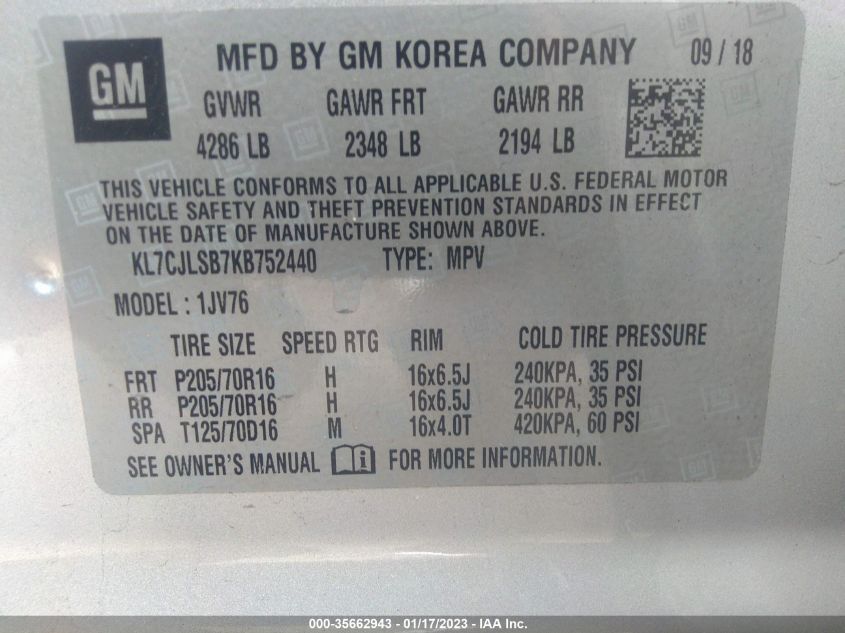 GM
MFD BY GM KOREA COMPANY 09 / 18
GVWR GAWR FRT GAWR RR
4286 LB 2348 LB 2194 LB
THIS VEHICLE CONFORMS TO ALL APPLICABLE U.S. FEDERAL MOTOR
VEHICLE SAFETY AND THEFT PREVENTION STANDARDS IN EFFECT
ON THE DATE OF MANUFACTURE SHOWN ABOVE.
KL7CJLSB7KB752440 TYPE: MPV
MODEL : 1JV76
TIRE SIZE SPEED RTG RIM COLD TIRE PRESSURE
FRT P205/70R16 H 16x6.5J 240KPA, 35 PSI
RR P205/70R16 H 16x6.5J 240KPA, 35 PSI
SPA T125/70D16 M 16x4.0T 420KPA, 60 PSI
SEE OWNER'S MANUAL i FOR MORE INFORMATION.
000-35662943 - 01/17/2023 - IAA Inc.